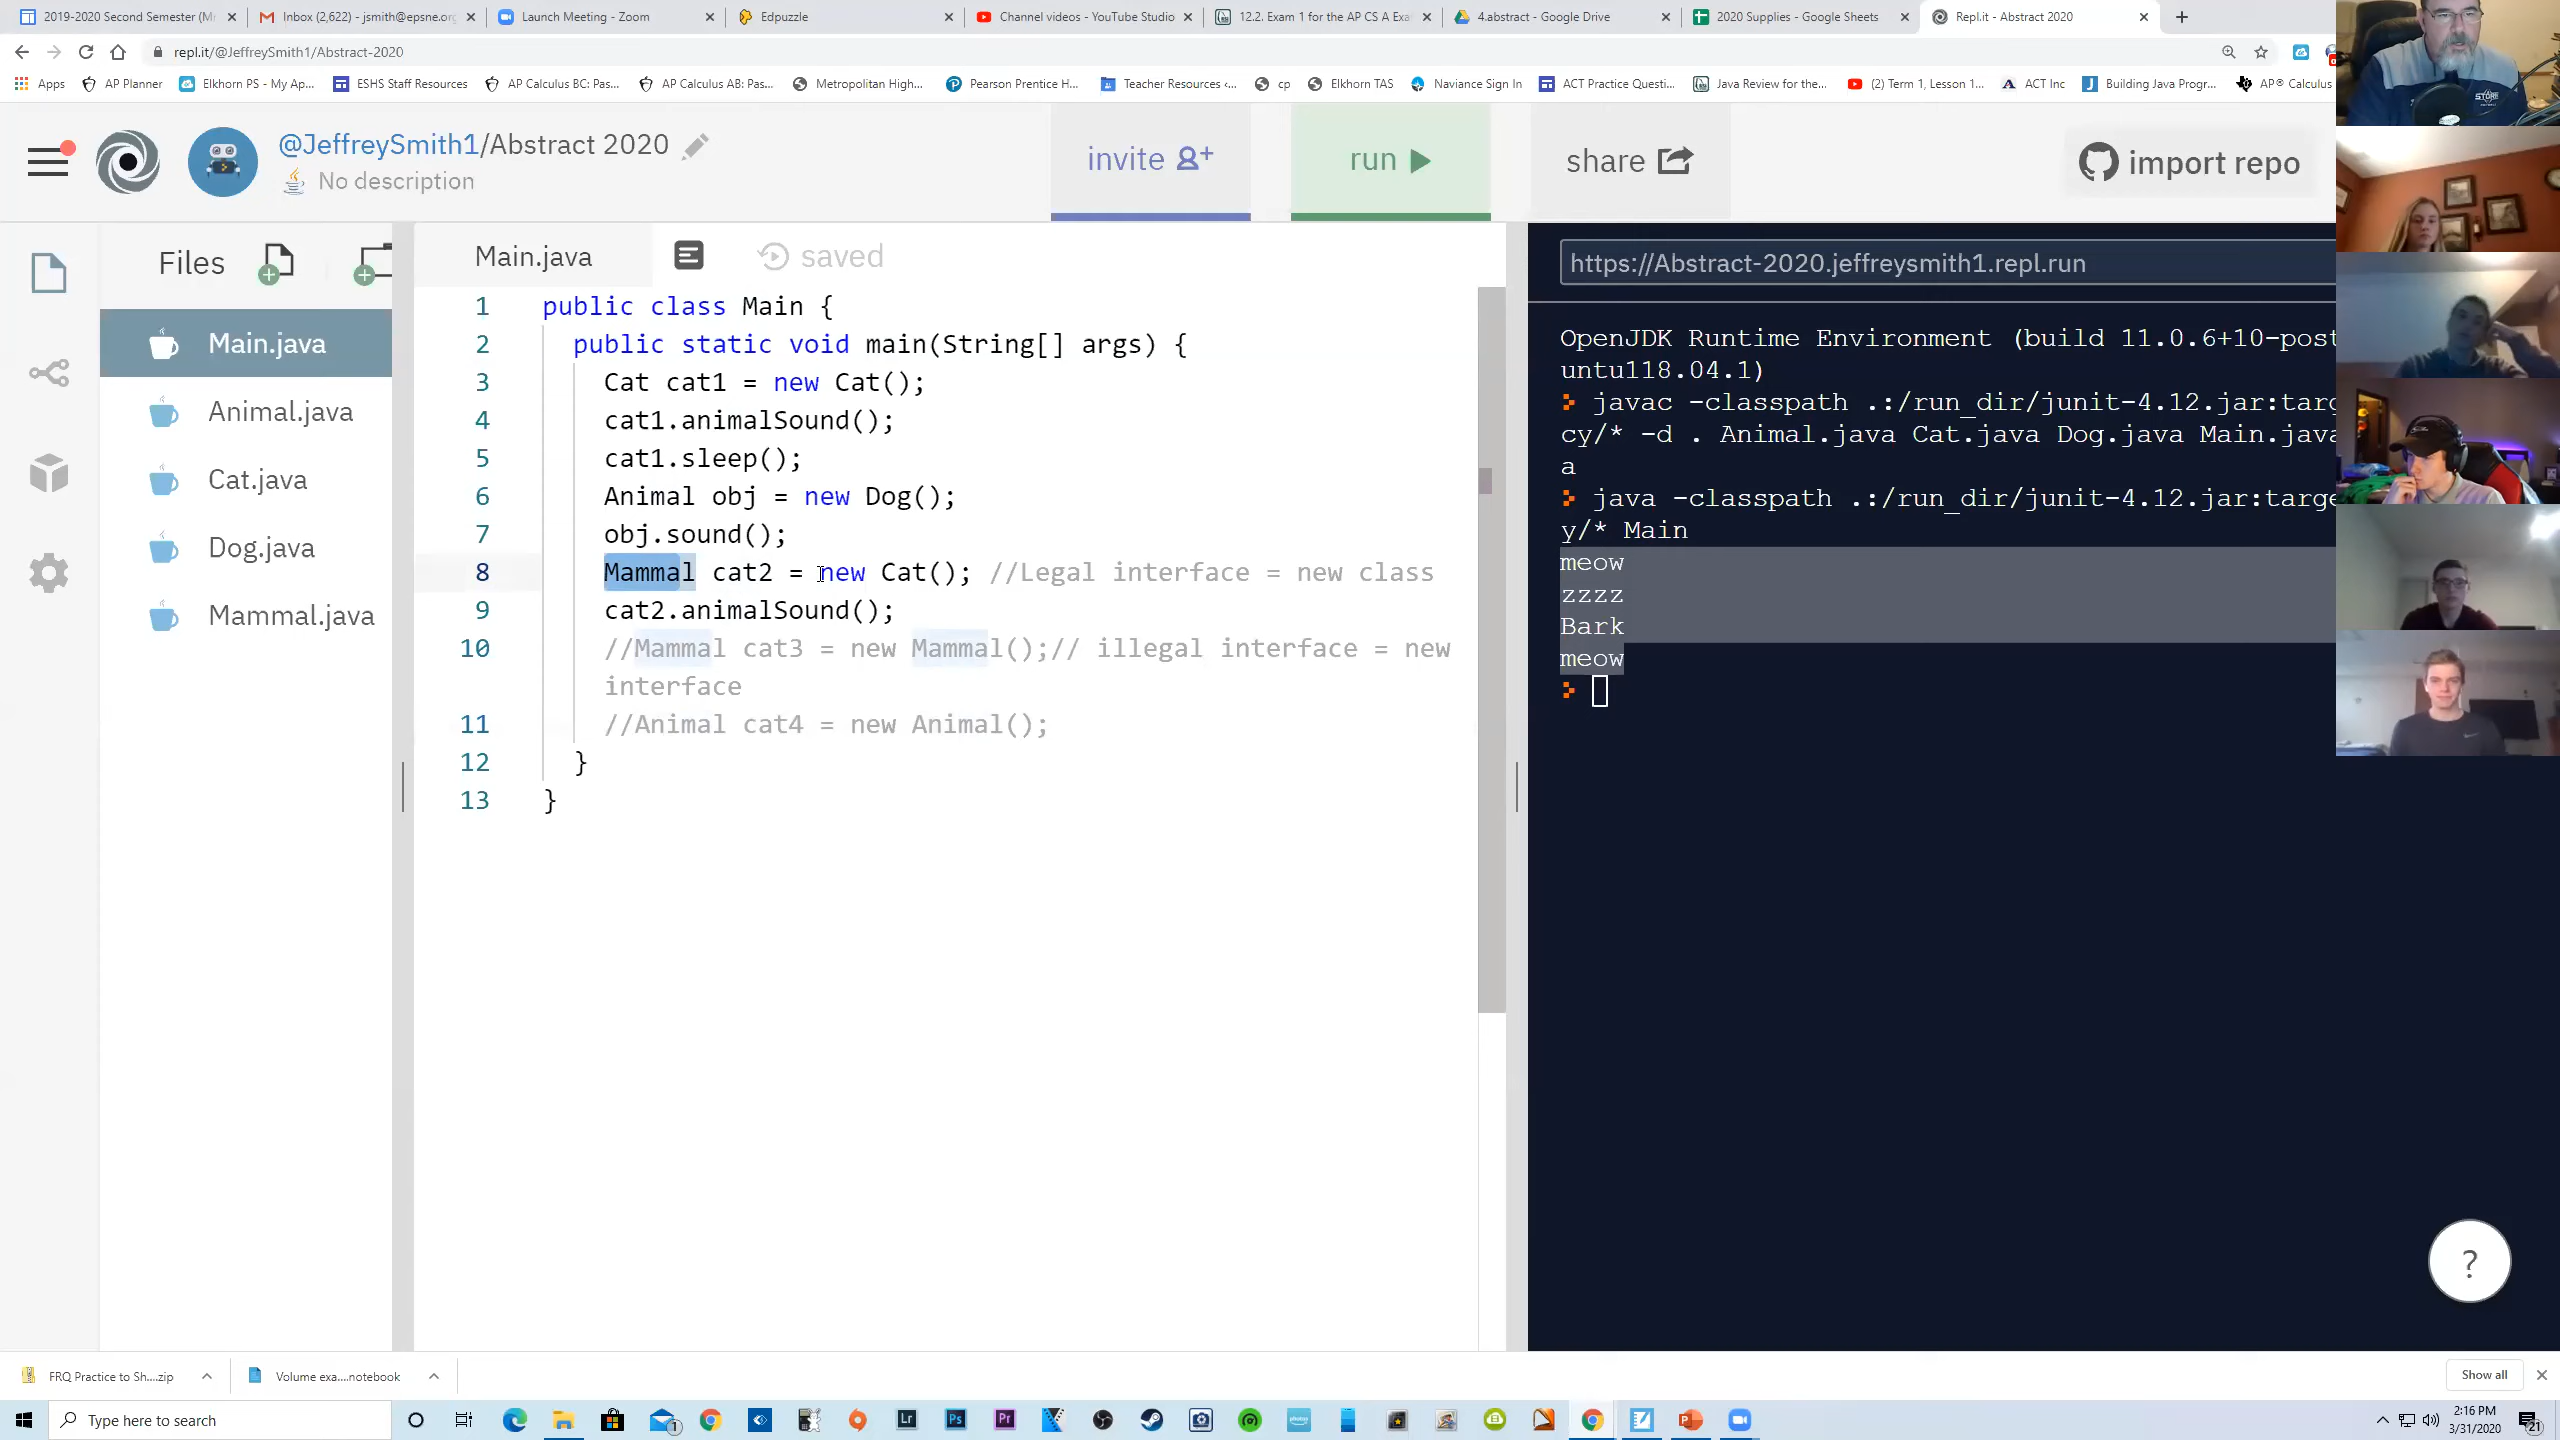 2019-2020 Second Semester (M
Inbox (2,622) - jsmith@epsne.org
Launch Meeting - Zoom
Edpuzzle
Channel videos - YouTube Studio
12.2. Exam 1 for the AP CS A Exa
4.abstract - Google Drive
2020 Supplies - Google Sheets
Repl.it - Abstract 2020
repl.it/@JeffreySmith1/Abstract-2020
Apps
AP Planner
Elkhorn PS - My Ap...
ESHS Staff Resources
AP Calculus BC: Pas...
AP Calculus AB: Pas...
Metropolitan High...
Pearson Prentice H...
Teacher Resources ‹...
cp
Elkhorn TAS
Naviance Sign In
ACT Practice Questi...
Java Review for the...
(2) Term 1, Lesson 1...
ACT Inc
Building Java Progr...
AP® Calculus
@JeffreySmith1/Abstract 2020
No description
invite
run
share
import repo
Files
Main.java
Animal.java
Cat.java
Dog.java
Mammal.java
Main.java
saved
1 public class Main {
2 public static void main(String[] args) {
3 Cat cat1 = new Cat();
4 cat1.animalSound();
5 cat1.sleep();
6 Animal obj = new Dog();
7 obj.sound();
8 Mammal cat2 = new Cat(); //Legal interface = new class
9 cat2.animalSound();
10 //Mammal cat3 = new Mammal();// illegal interface = new
interface
11 //Animal cat4 = new Animal();
12 }
13 }
https://Abstract-2020.jeffreysmith1.repl.run
OpenJDK Runtime Environment (build 11.0.6+10-post
untu118.04.1)
javac -classpath .:/run_dir/junit-4.12.jar:targ
cy/* -d . Animal.java Cat.java Dog.java Main.java
a
java -classpath .:/run_dir/junit-4.12.jar:targe
y/* Main
meow
zzzz
Bark
meow
?
FRQ Practice to Sh....zip
Volume exa....notebook
Show all
Type here to search
1
Lr
Ps
Pr
2:16 PM
3/31/2020
21